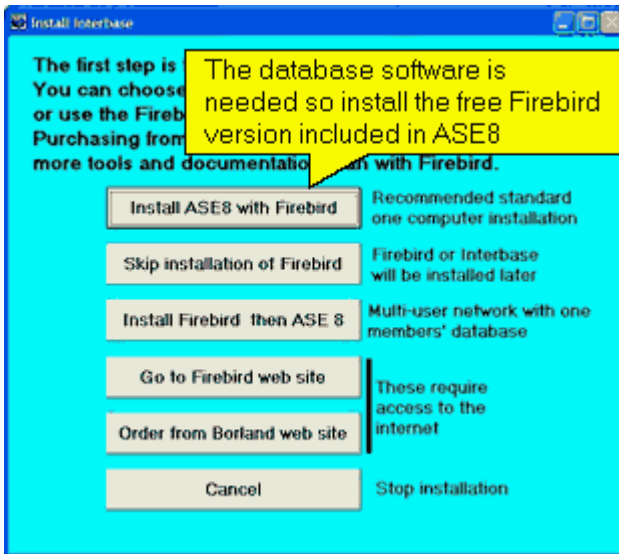 Install Interbase
The first step is
You can choose
or use the Fireb
Purchasing from
more tools and documentation with Firebird.
The database software is
needed so install the free Firebird
version included in ASE8
Install ASE8 with Firebird
Recommended standard
one computer installation
Skip installation of Firebird
Firebird or Interbase
will be installed later
Install Firebird then ASE 8
Multi-user network with one
members' database
Go to Firebird web site
Order from Borland web site
These require
access to the
internet
Cancel
Stop installation